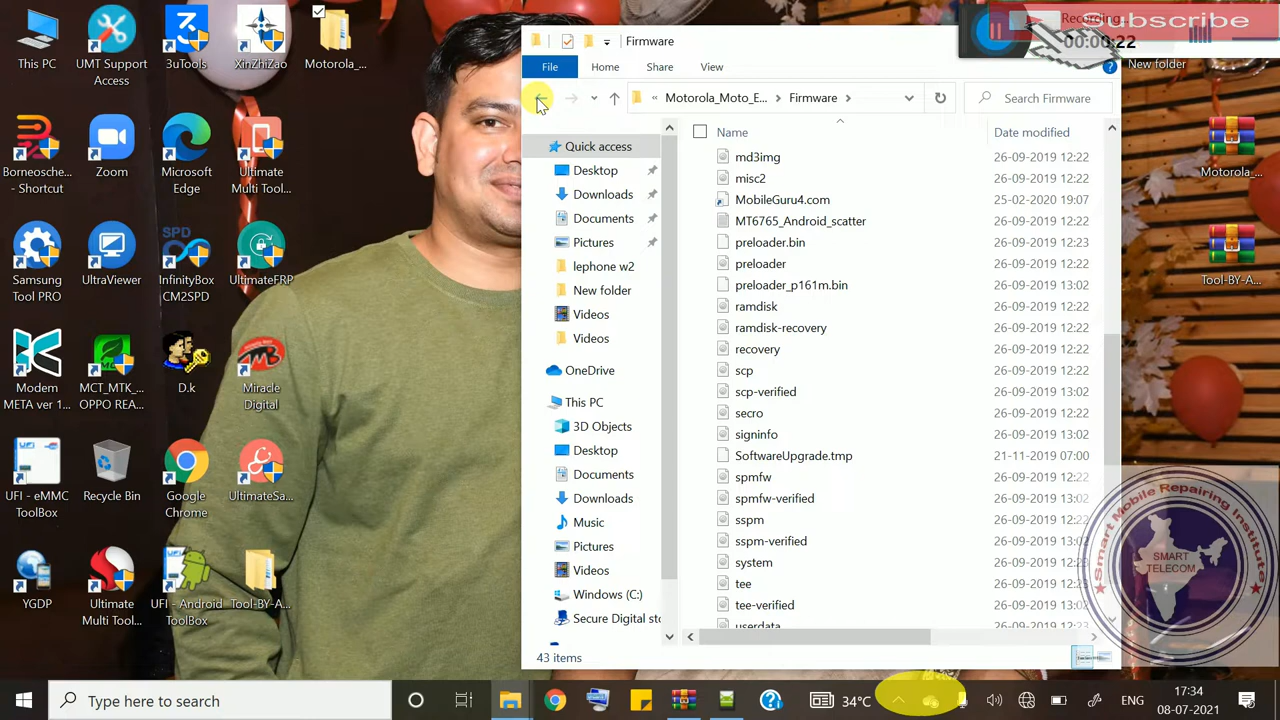 This PC
UMT Support
Access
3uTools
XinZhiZao
Motorola_...
Borneosche...
- Shortcut
Zoom
Microsoft
Edge
Ultimate
Multi Tool...
Samsung
Tool PRO
UltraViewer
InfinityBox
CM2SPD
UltimateFRP
Modem
META ver 1...
MCT_MTK_...
OPPO REA...
D.k
Miracle
Digital
UFI - eMMC
ToolBox
Recycle Bin
Google
Chrome
UltimateSa...
YGDP
Ultimate
Multi Tool...
UFI - Android
ToolBox
Tool-BY-A...
Firmware
File
Home
Share
View
« Motorola_Moto_E... › Firmware ›
Search Firmware
Quick access
Desktop
Downloads
Documents
Pictures
lephone w2
New folder
Videos
Videos
OneDrive
This PC
3D Objects
Desktop
Documents
Downloads
Music
Pictures
Videos
Windows (C:)
Secure Digital sto
Name Date modified
md3img 26-09-2019 12:22
misc2 26-09-2019 12:22
MobileGuru4.com 25-02-2020 19:07
MT6765_Android_scatter 26-09-2019 12:22
preloader.bin 26-09-2019 12:23
preloader 26-09-2019 12:22
preloader_p161m.bin 26-09-2019 13:02
ramdisk 26-09-2019 12:22
ramdisk-recovery 26-09-2019 12:22
recovery 26-09-2019 12:22
scp 26-09-2019 12:22
scp-verified 26-09-2019 13:02
secro 26-09-2019 12:22
signinfo 26-09-2019 13:02
SoftwareUpgrade.tmp 21-11-2019 07:00
spmfw 26-09-2019 12:22
spmfw-verified 26-09-2019 13:02
sspm 26-09-2019 12:22
sspm-verified 26-09-2019 13:02
system 26-09-2019 12:22
tee 26-09-2019 12:22
tee-verified 26-09-2019 13:02
userdata 26-09-2019 12:23
43 items
Recording...
Subscribe
00:00:22
New folder
Motorola_...
Tool-BY-A...
Smart Mobile Repairing Institute
SMART
TELECOM
Type here to search
34°C
ENG
17:34
08-07-2021